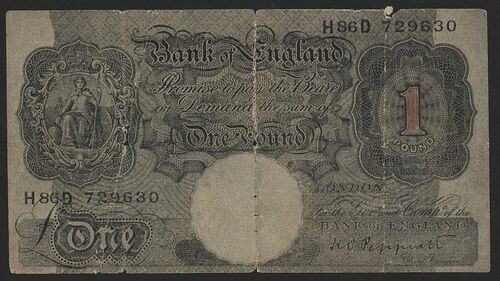 H86D 729630
Bank of England
Promise to pay the Bearer
on Demand the sum of
One Pound
1
POUND
H86D 729630
LONDON
For the Govr. and Compa. of the
BANK of ENGLAND
One
K O Peppiatt
Chief Cashier